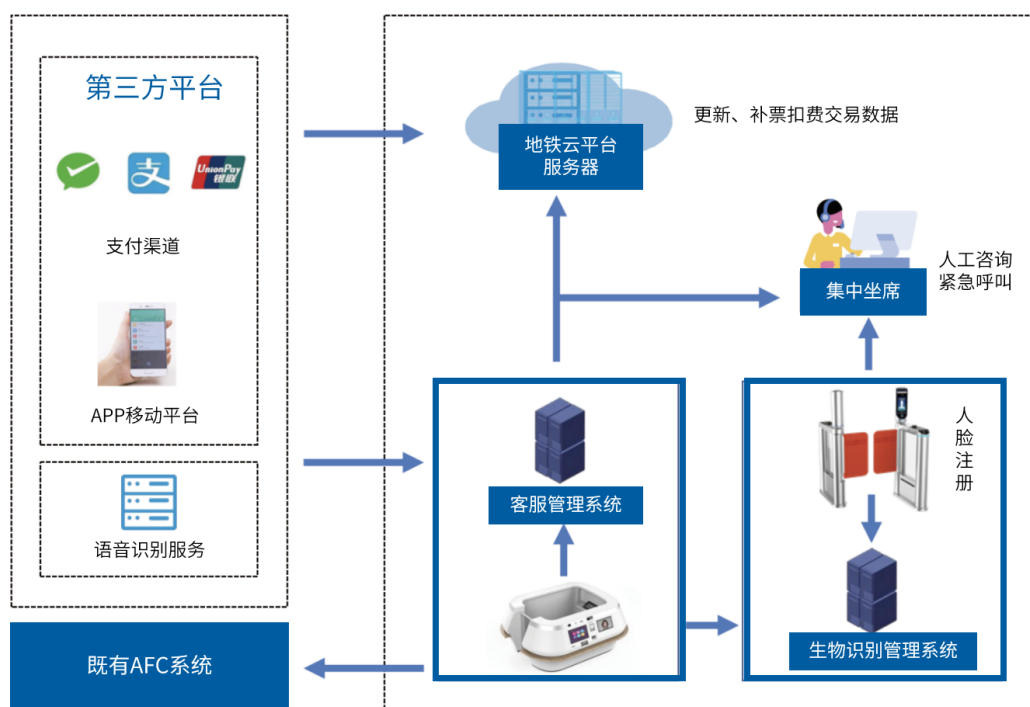 第三方平台
UnionPay
银联
支付渠道
APP移动平台
语音识别服务
既有AFC系统
地铁云平台
服务器
更新、补票扣费交易数据
集中坐席
人工咨询
紧急呼叫
客服管理系统
人
脸
注
册
生物识别管理系统